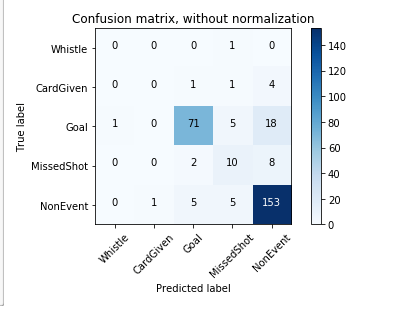 Confusion matrix, without normalization
Whistle 0 0 0 1 0
CardGiven 0 0 1 1 4
Goal 1 0 71 5 18
MissedShot 0 0 2 10 8
NonEvent 0 1 5 5 153
Whistle CardGiven Goal MissedShot NonEvent
True label
Predicted label
140
120
100
80
60
40
20
0